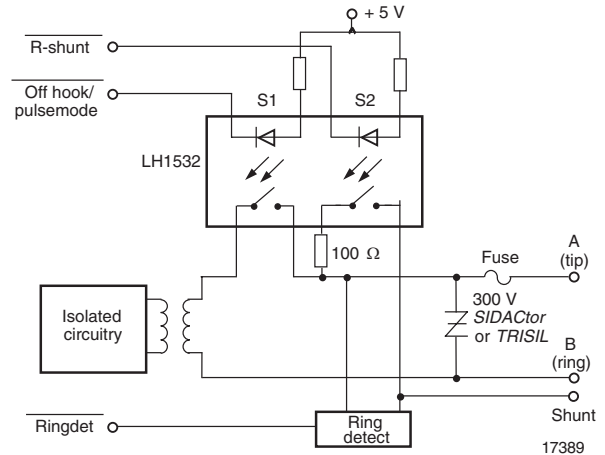 + 5 V
R-shunt
Off hook/
pulsemode
S1
S2
LH1532
100 Ω
Fuse
A
(tip)
300 V
SIDACtor
or TRISIL
Isolated
circuitry
B
(ring)
Shunt
Ringdet
Ring
detect
17389